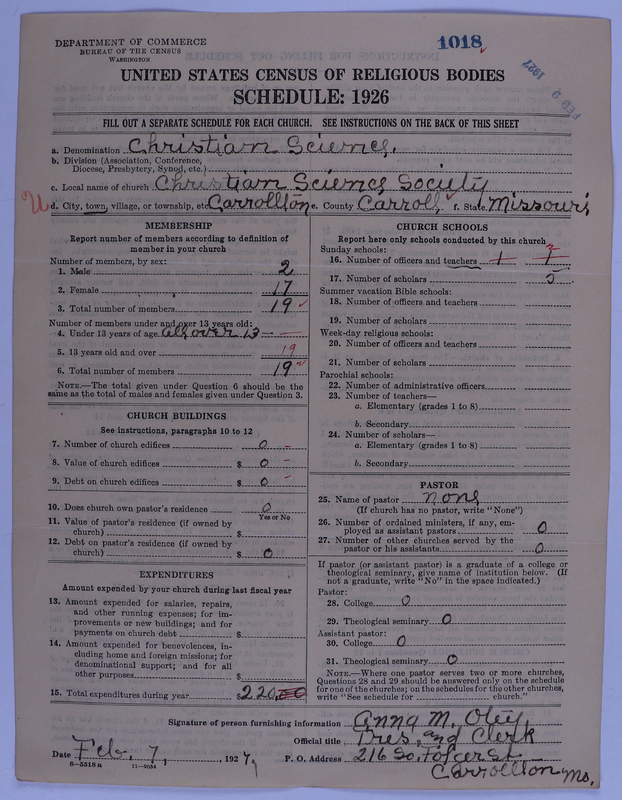 DEPARTMENT OF COMMERCE
BUREAU OF THE CENSUS
WASHINGTON
1018
FEB 9 1927
UNITED STATES CENSUS OF RELIGIOUS BODIES
SCHEDULE: 1926
FILL OUT A SEPARATE SCHEDULE FOR EACH CHURCH. SEE INSTRUCTIONS ON THE BACK OF THIS SHEET
a. Denomination Christian Science.
b. Division (Association, Conference,
Diocese, Presbytery, Synod, etc.)
c. Local name of church Christian Science Society
U d. City, town, village, or township, etc. Carrollton e. County Carroll f. State Missouri
MEMBERSHIP
Report number of members according to definition of
member in your church
Number of members, by sex:
1. Male 2
2. Female 17
3. Total number of members 19
Number of members under and over 13 years old:
4. Under 13 years of age all over 13 —
5. 13 years old and over 19
6. Total number of members 19
NOTE.—The total given under Question 6 should be the
same as the total of males and females given under Question 3.
CHURCH BUILDINGS
See instructions, paragraphs 10 to 12
7. Number of church edifices 0 –
8. Value of church edifices $ 0 –
9. Debt on church edifices $ 0 –
10. Does church own pastor's residence 0
Yes or No
11. Value of pastor's residence (if owned by
church) $
12. Debt on pastor's residence (if owned by
church) $ 0
EXPENDITURES
Amount expended by your church during last fiscal year
13. Amount expended for salaries, repairs,
and other running expenses; for im-
provements or new buildings; and for
payments on church debt $
14. Amount expended for benevolences, in-
cluding home and foreign missions; for
denominational support; and for all
other purposes $
15. Total expenditures during year $ 220.00
CHURCH SCHOOLS
Report here only schools conducted by this church
Sunday schools:
16. Number of officers and teachers 1 1 2
17. Number of scholars 5
Summer vacation Bible schools:
18. Number of officers and teachers
19. Number of scholars
Week-day religious schools:
20. Number of officers and teachers
21. Number of scholars
Parochial schools:
22. Number of administrative officers
23. Number of teachers—
a. Elementary (grades 1 to 8)
b. Secondary
24. Number of scholars—
a. Elementary (grades 1 to 8)
b. Secondary
PASTOR
25. Name of pastor none
(If church has no pastor, write "None")
26. Number of ordained ministers, if any, em-
ployed as assistant pastors 0
27. Number of other churches served by the
pastor or his assistants 0
If pastor (or assistant pastor) is a graduate of a college or
theological seminary, give name of institution below. (If
not a graduate, write "No" in the space indicated.)
Pastor:
28. College 0
29. Theological seminary 0
Assistant pastor:
30. College 0
31. Theological seminary 0
NOTE.—Where one pastor serves two or more churches,
Questions 28 and 29 should be answered only on the schedule
for one of the churches; on the schedules for the other churches,
write "See schedule for church."
Signature of person furnishing information Anna M. Oley,
Official title Pres. and Clerk
Date Feb. 7, 1927 P. O. Address 216 So. Folger St
Carrollton Mo.
8—5518 a 11—9054